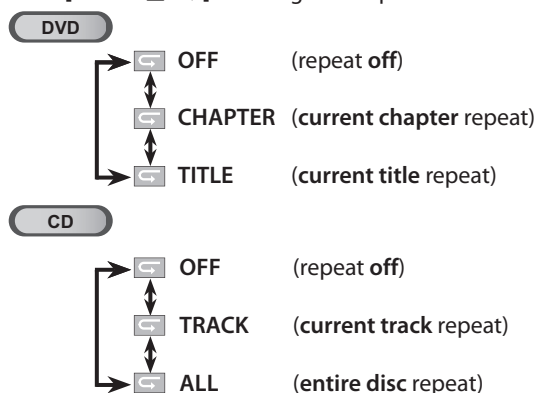 DVD
OFF (repeat off)
CHAPTER (current chapter repeat)
TITLE (current title repeat)
CD
OFF (repeat off)
TRACK (current track repeat)
ALL (entire disc repeat)